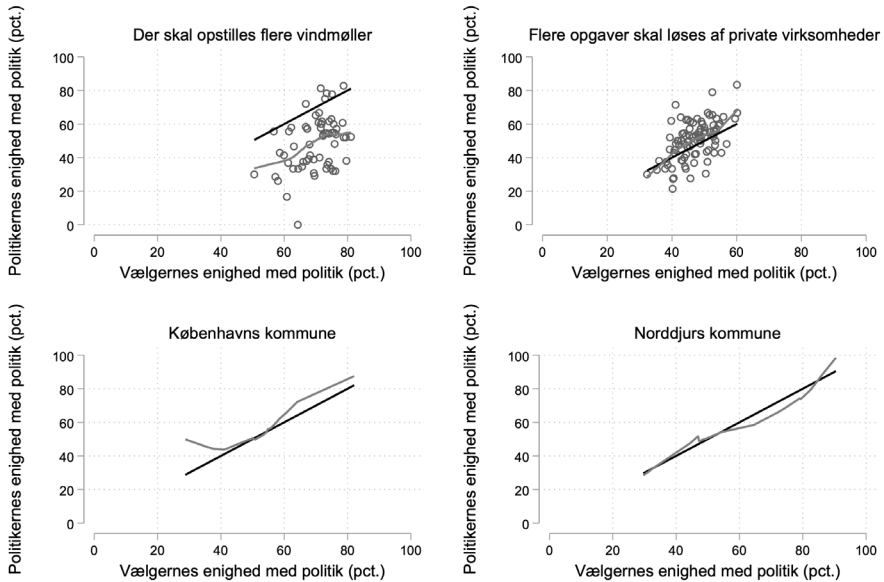 Der skal opstilles flere vindmøller
Politikernes enighed med politik (pct.)
100
80
60
40
20
0
0 20 40 60 80 100
Vælgernes enighed med politik (pct.)
Flere opgaver skal løses af private virksomheder
Politikernes enighed med politik (pct.)
100
80
60
40
20
0
0 20 40 60 80 100
Vælgernes enighed med politik (pct.)
Københavns kommune
Politikernes enighed med politik (pct.)
100
80
60
40
20
0
0 20 40 60 80 100
Vælgernes enighed med politik (pct.)
Norddjurs kommune
Politikernes enighed med politik (pct.)
100
80
60
40
20
0
0 20 40 60 80 100
Vælgernes enighed med politik (pct.)